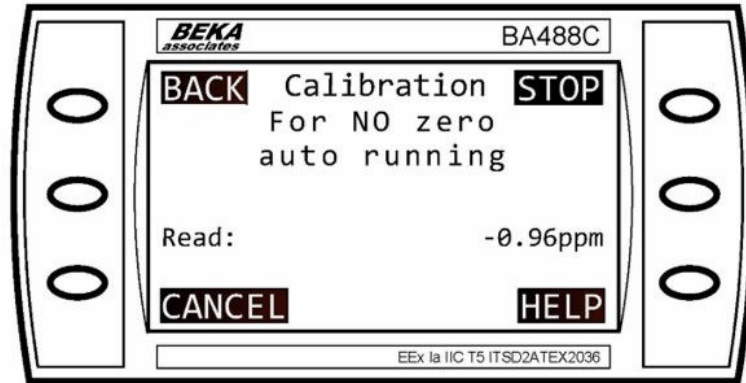 BEKA associates BA488C
BACK Calibration STOP
For NO zero
auto running
Read: -0.96ppm
CANCEL HELP
EEx Ia IIC T5 ITSD2ATEX2036